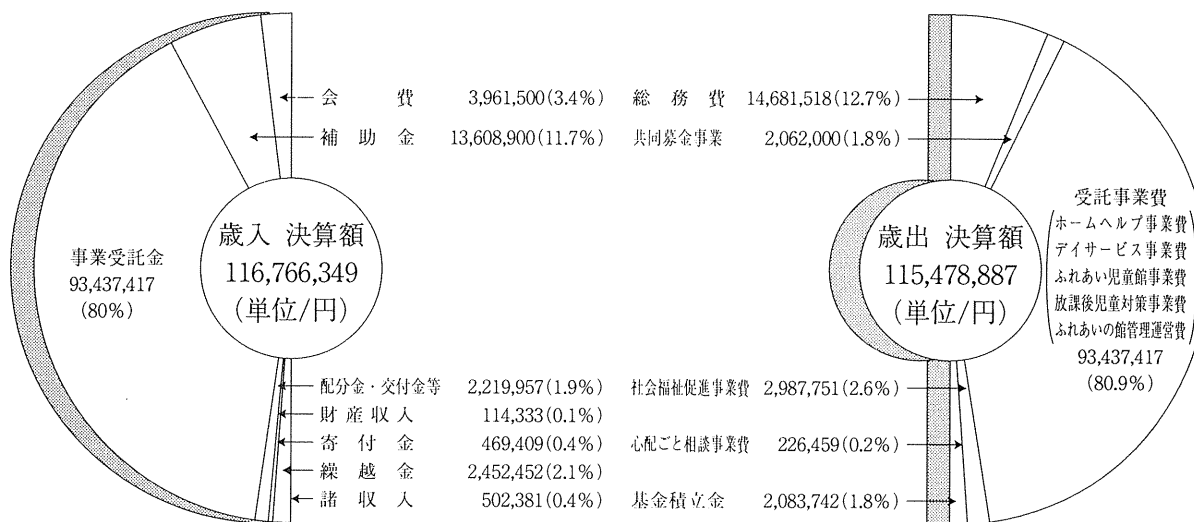 会費 3,961,500(3.4%)
補助金 13,608,900(11.7%)
歳入 決算額
116,766,349
(単位/円)
事業受託金
93,437,417
(80%)
配分金・交付金等 2,219,957(1.9%)
財産収入 114,333(0.1%)
寄付金 469,409(0.4%)
繰越金 2,452,452(2.1%)
諸収入 502,381(0.4%)
総務費 14,681,518(12.7%)
共同募金事業 2,062,000(1.8%)
歳出 決算額
115,478,887
(単位/円)
受託事業費
ホームヘルプ事業費
デイサービス事業費
ふれあい児童館事業費
放課後児童対策事業費
ふれあいの館管理運営費
93,437,417
(80.9%)
社会福祉促進事業費 2,987,751(2.6%)
心配ごと相談事業費 226,459(0.2%)
基金積立金 2,083,742(1.8%)